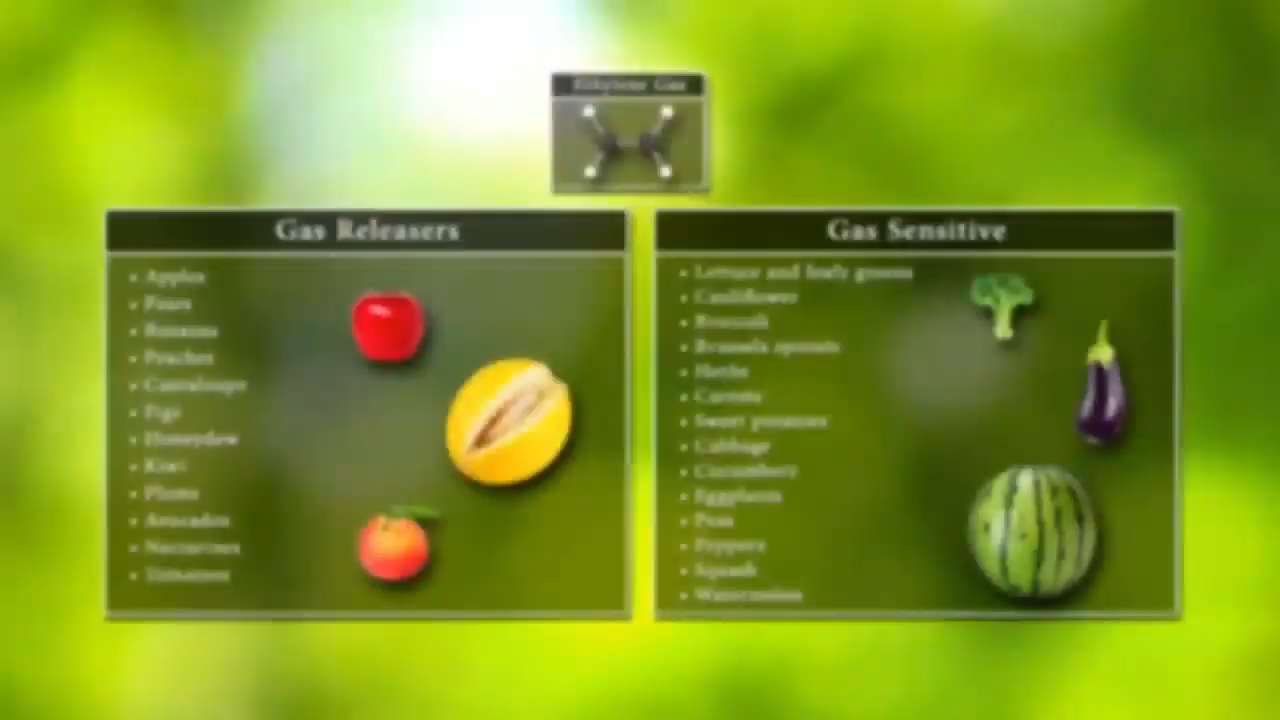 Ethylene Gas
Gas Releasers
• Apples
• Pears
• Bananas
• Peaches
• Cantaloupe
• Figs
• Honeydew
• Kiwi
• Plums
• Avocados
• Nectarines
• Tomatoes
Gas Sensitive
• Lettuce and leafy greens
• Cauliflower
• Broccoli
• Brussels sprouts
• Herbs
• Carrots
• Sweet potatoes
• Cabbage
• Cucumbers
• Eggplants
• Peas
• Peppers
• Squash
• Watermelon